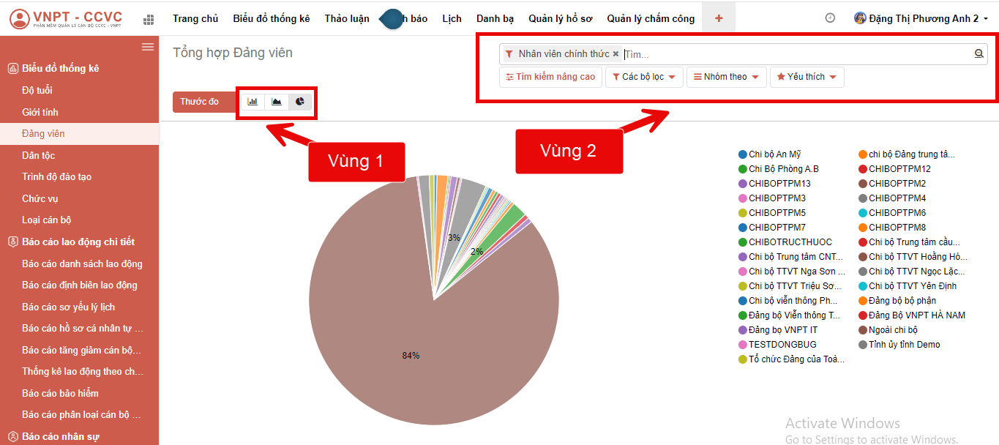 VNPT - CCVC
PHẦN MỀM QUẢN LÝ CÁN BỘ CCVC - VNPT
Trang chủ
Biểu đồ thống kê
Thảo luận
h báo
Lịch
Danh bạ
Quản lý hồ sơ
Quản lý chấm công
+
Đặng Thị Phương Anh 2
Biểu đồ thống kê
Độ tuổi
Giới tính
Đảng viên
Dân tộc
Trình độ đào tạo
Chức vụ
Loại cán bộ
Báo cáo lao động chi tiết
Báo cáo danh sách lao động
Báo cáo định biên lao động
Báo cáo sơ yếu lý lịch
Báo cáo hồ sơ cá nhân tự ...
Báo cáo tăng giảm cán bộ...
Thống kê lao động theo ch...
Báo cáo bảo hiểm
Báo cáo phân loại cán bộ ...
Báo cáo nhân sự
Tổng hợp Đảng viên
Nhân viên chính thức ×
Tìm...
Tìm kiếm nâng cao
Các bộ lọc
Nhóm theo
Yêu thích
Thước đo
Vùng 1
Vùng 2
3%
2%
84%
Chi bộ An Mỹ
chi bộ Đảng trung tâ...
Chi Bộ Phòng A.B
CHIBOPTPM12
CHIBOPTPM13
CHIBOPTPM2
CHIBOPTPM3
CHIBOPTPM4
CHIBOPTPM5
CHIBOPTPM6
CHIBOPTPM7
CHIBOPTPM8
CHIBOTRUCTHUOC
Chi bộ Trung tâm cầu...
Chi bộ Trung tâm CNT...
Chi bộ TTVT Hoằng Hó...
Chi bộ TTVT Nga Sơn ...
Chi bộ TTVT Ngọc Lặc...
Chi bộ TTVT Triệu Sơ...
Chi bộ TTVT Yên Định
Chi bộ viễn thông Ph...
Đảng bộ bộ phận
Đảng bộ Viễn thông T...
Đảng Bộ VNPT HÀ NAM
Đảng bọ VNPT IT
Ngoài chi bộ
TESTDONGBUG
Tỉnh ủy tỉnh Demo
Tổ chức Đảng của Toà...
Activate Windows
Go to Settings to activate Windows.